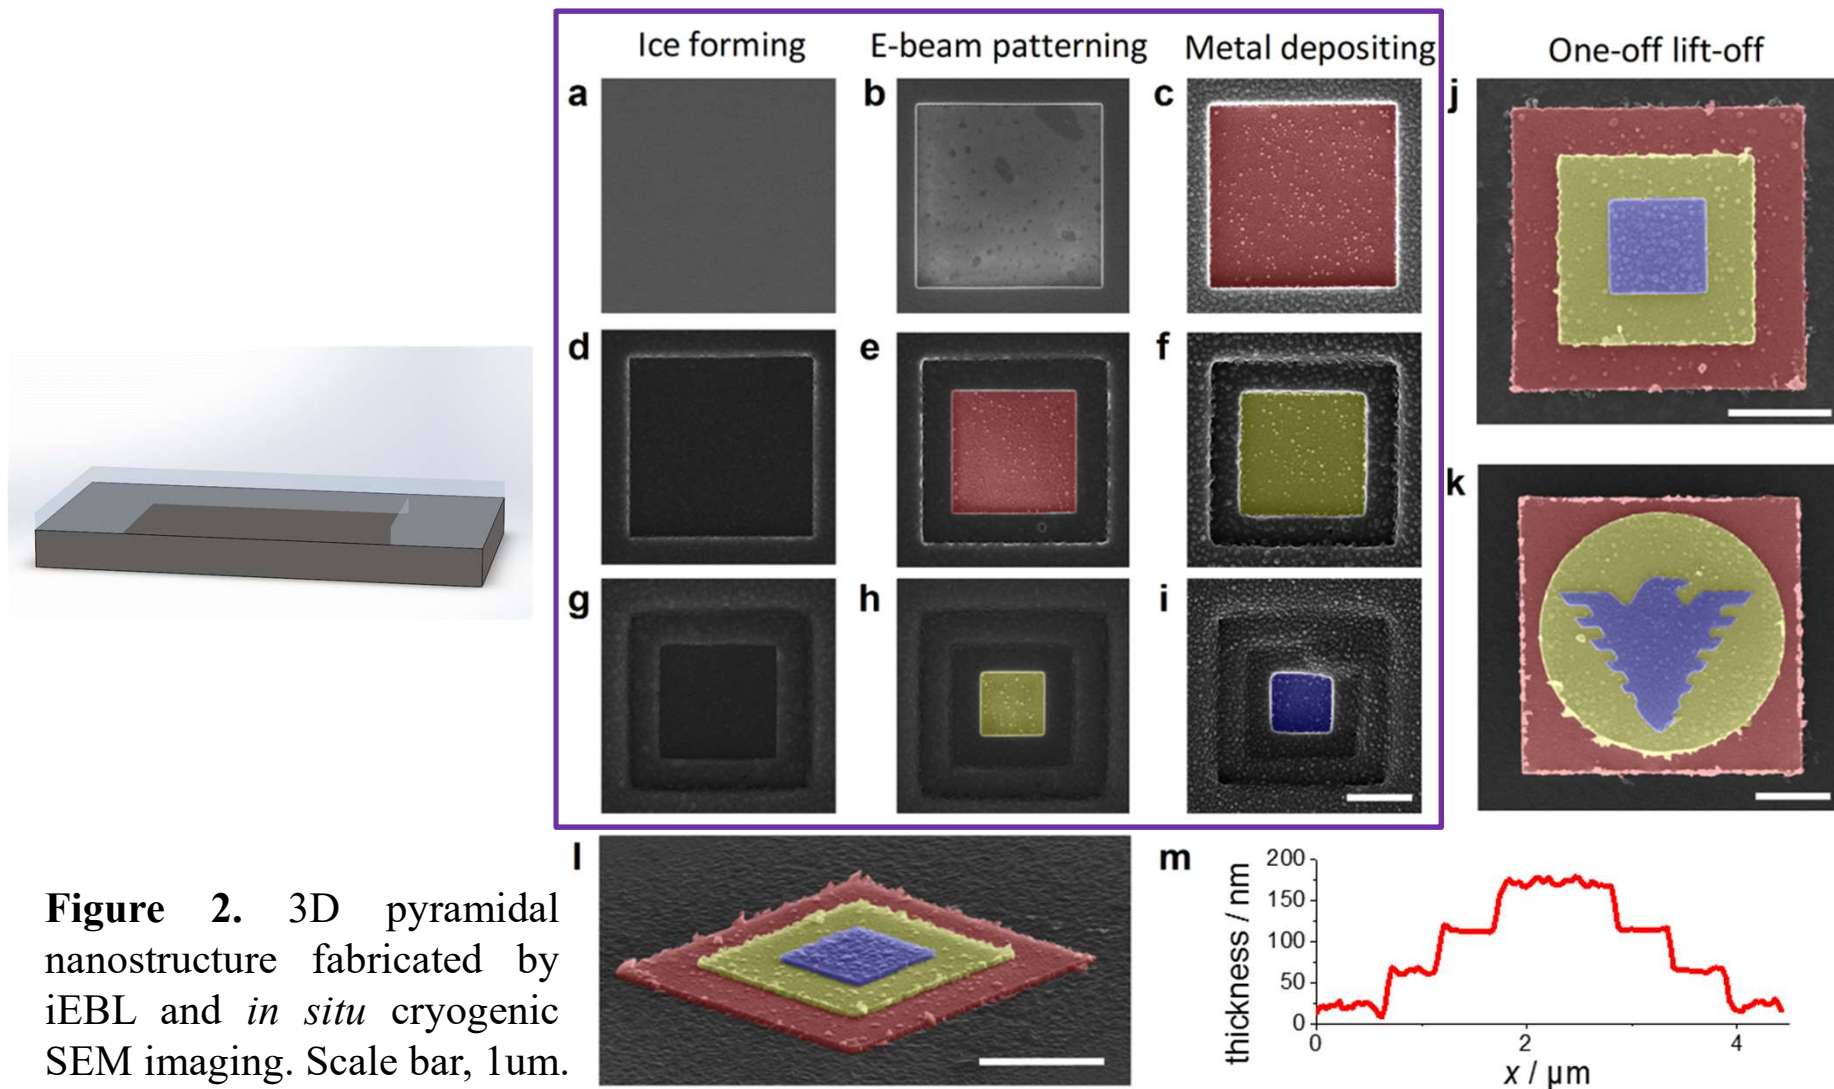 Ice forming
E-beam patterning
Metal depositing
One-off lift-off
a
b
c
j
d
e
f
k
g
h
i
l
m
thickness / nm
200
150
100
50
0
0
2
4
x / μm
Figure 2. 3D pyramidal
nanostructure fabricated by
iEBL and in situ cryogenic
SEM imaging. Scale bar, 1um.